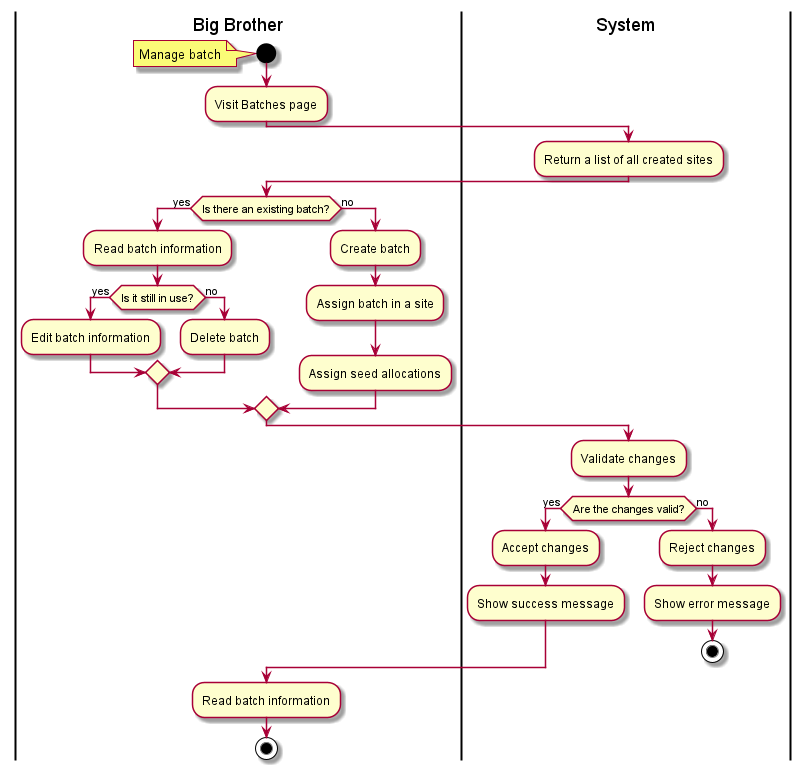 Big Brother
System
Manage batch
Visit Batches page
Return a list of all created sites
yes
Is there an existing batch?
no
Read batch information
Create batch
yes
Is it still in use?
no
Assign batch in a site
Edit batch information
Delete batch
Assign seed allocations
Validate changes
yes
Are the changes valid?
no
Accept changes
Reject changes
Show success message
Show error message
Read batch information